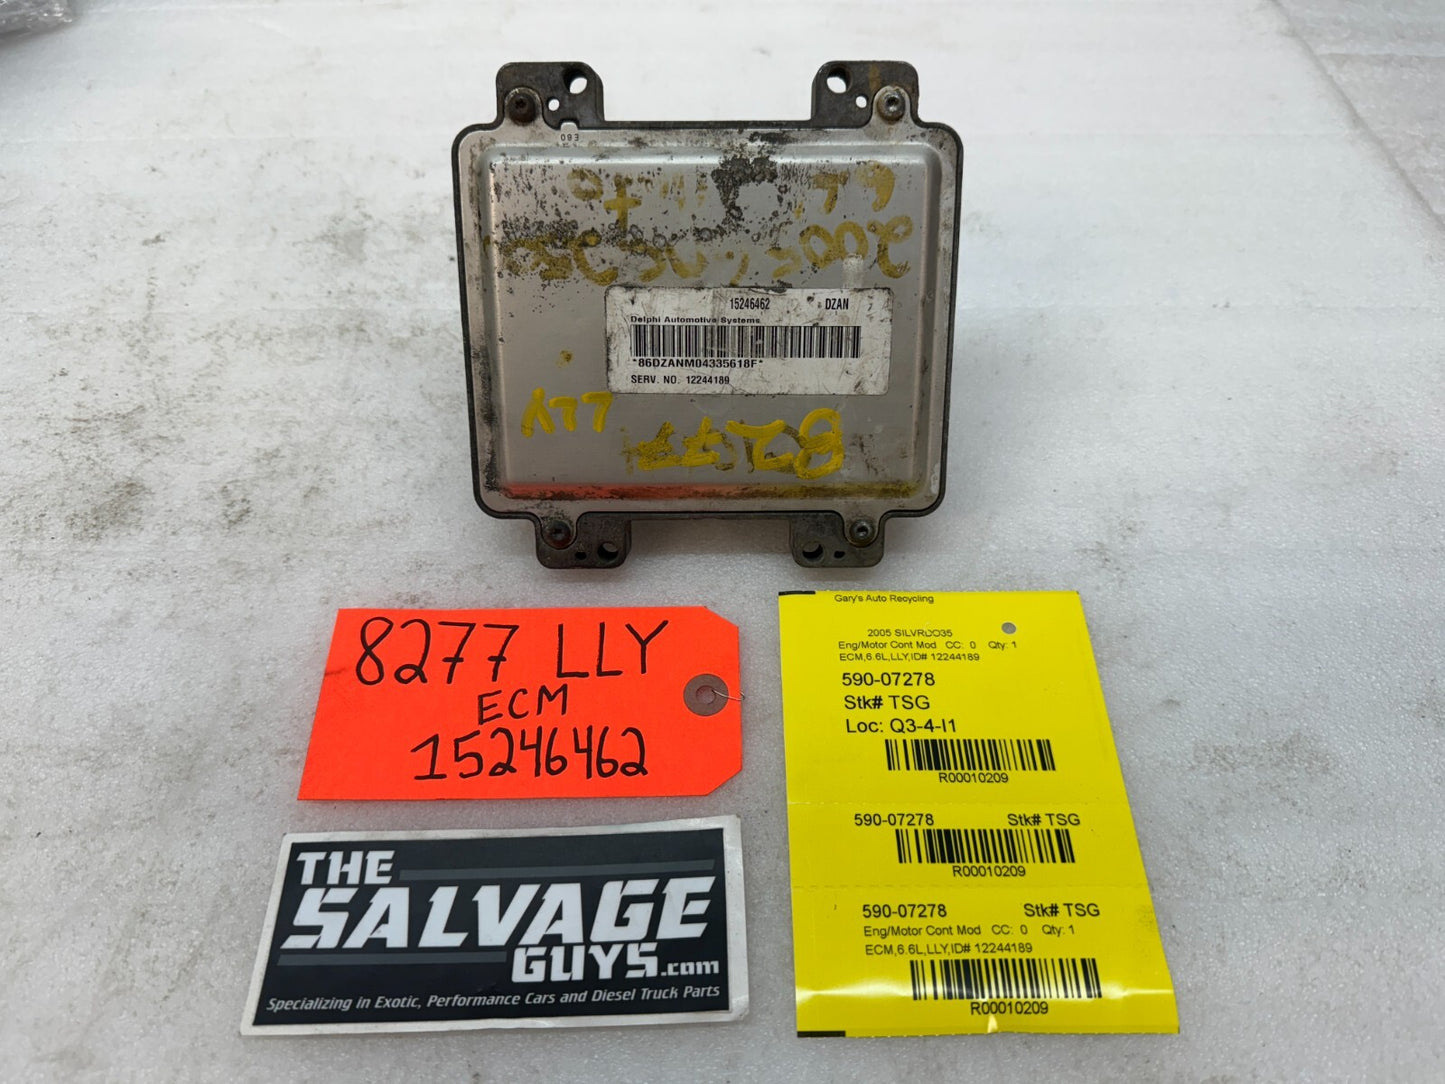 093
15246462 DZAN
Delphi Automotive Systems
*86DZANM04335618F*
SERV. NO. 12244189
LLY
8277
8277 LLY
ECM
15246462
THE
SALVAGE
GUYS.com
Specializing in Exotic, Performance Cars and Diesel Truck Parts
Gary's Auto Recycling
2005 SILVRDO35
Eng/Motor Cont Mod CC: 0 Qty: 1
ECM,6.6L,LLY,ID# 12244189
590-07278
Stk# TSG
Loc: Q3-4-I1
R00010209
590-07278 Stk# TSG
R00010209
590-07278 Stk# TSG
Eng/Motor Cont Mod CC: 0 Qty: 1
ECM,6.6L,LLY,ID# 12244189
R00010209